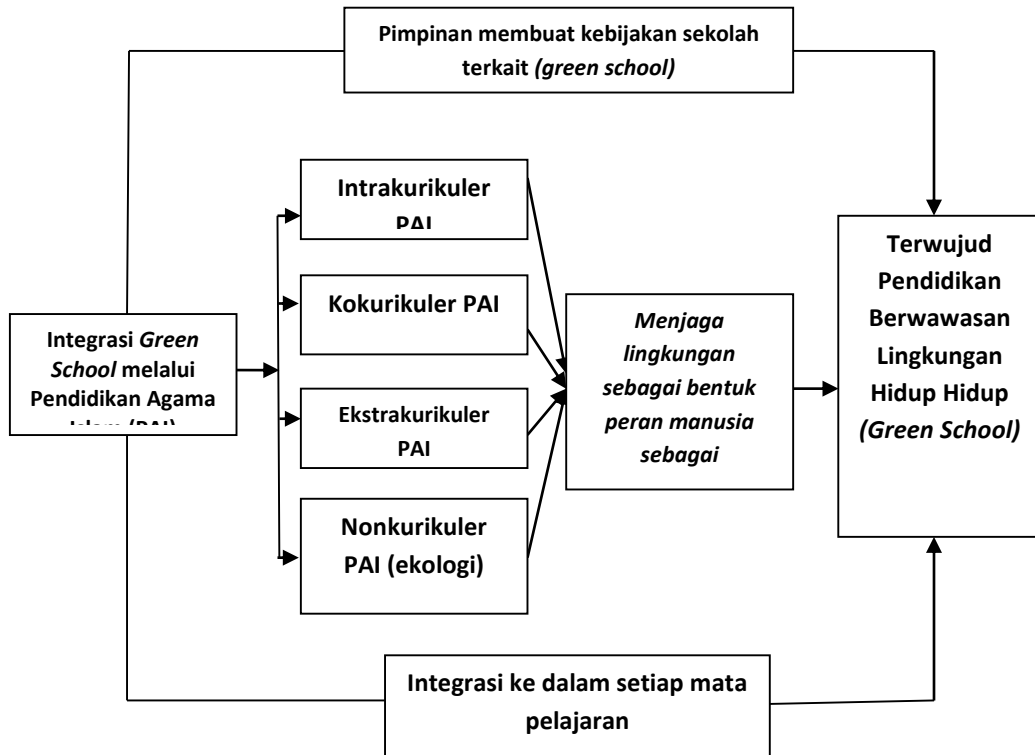 Pimpinan membuat kebijakan sekolah
terkait (green school)
Intrakurikuler
PAI
Kokurikuler PAI
Ekstrakurikuler
PAI
Nonkurikuler
PAI (ekologi)
Integrasi Green
School melalui
Pendidikan Agama
Islam (PAI)
Menjaga
lingkungan
sebagai bentuk
peran manusia
sebagai
Terwujud
Pendidikan
Berwawasan
Lingkungan
Hidup Hidup
(Green School)
Integrasi ke dalam setiap mata
pelajaran